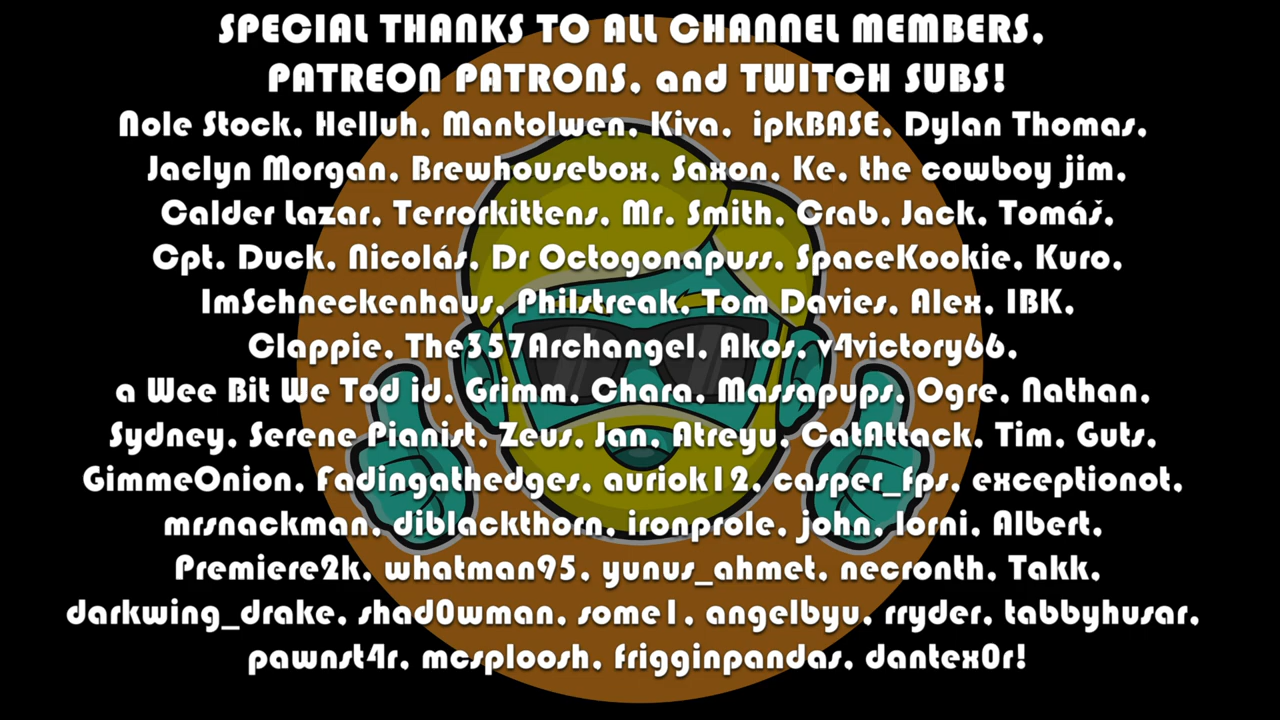 SPECIAL THANKS TO ALL CHANNEL MEMBERS,
PATREON PATRONS, and TWITCH SUBS!
Nole Stock, Helluh, Mantolwen, Kiva, ipkBASE, Dylan Thomas,
Jaclyn Morgan, Brewhousebox, Saxon, Ke, the cowboy jim,
Calder Lazar, Terrorkittens, Mr. Smith, Crab, Jack, Tomáš,
Cpt. Duck, Nicolás, Dr Octogonapuss, SpaceKookie, Kuro,
ImSchneckenhaus, Philstreak, Tom Davies, Alex, IBK,
Clappie, The357Archangel, Akos, v4victory66,
a Wee Bit We Tod id, Grimm, Chara, Massapups, Ogre, Nathan,
Sydney, Serene Pianist, Zeus, Jan, Atreyu, CatAttack, Tim, Guts,
GimmeOnion, Fadingathedges, auriok12, casper_fps, exceptionot,
mrsnackman, diblackthorn, ironprole, john, lorni, Albert,
Premiere2k, whatman95, yunus_ahmet, necronth, Takk,
darkwing_drake, shad0wman, some1, angelbyu, rryder, tabbyhusar,
pawnst4r, mcsploosh, frigginpandas, dantex0r!